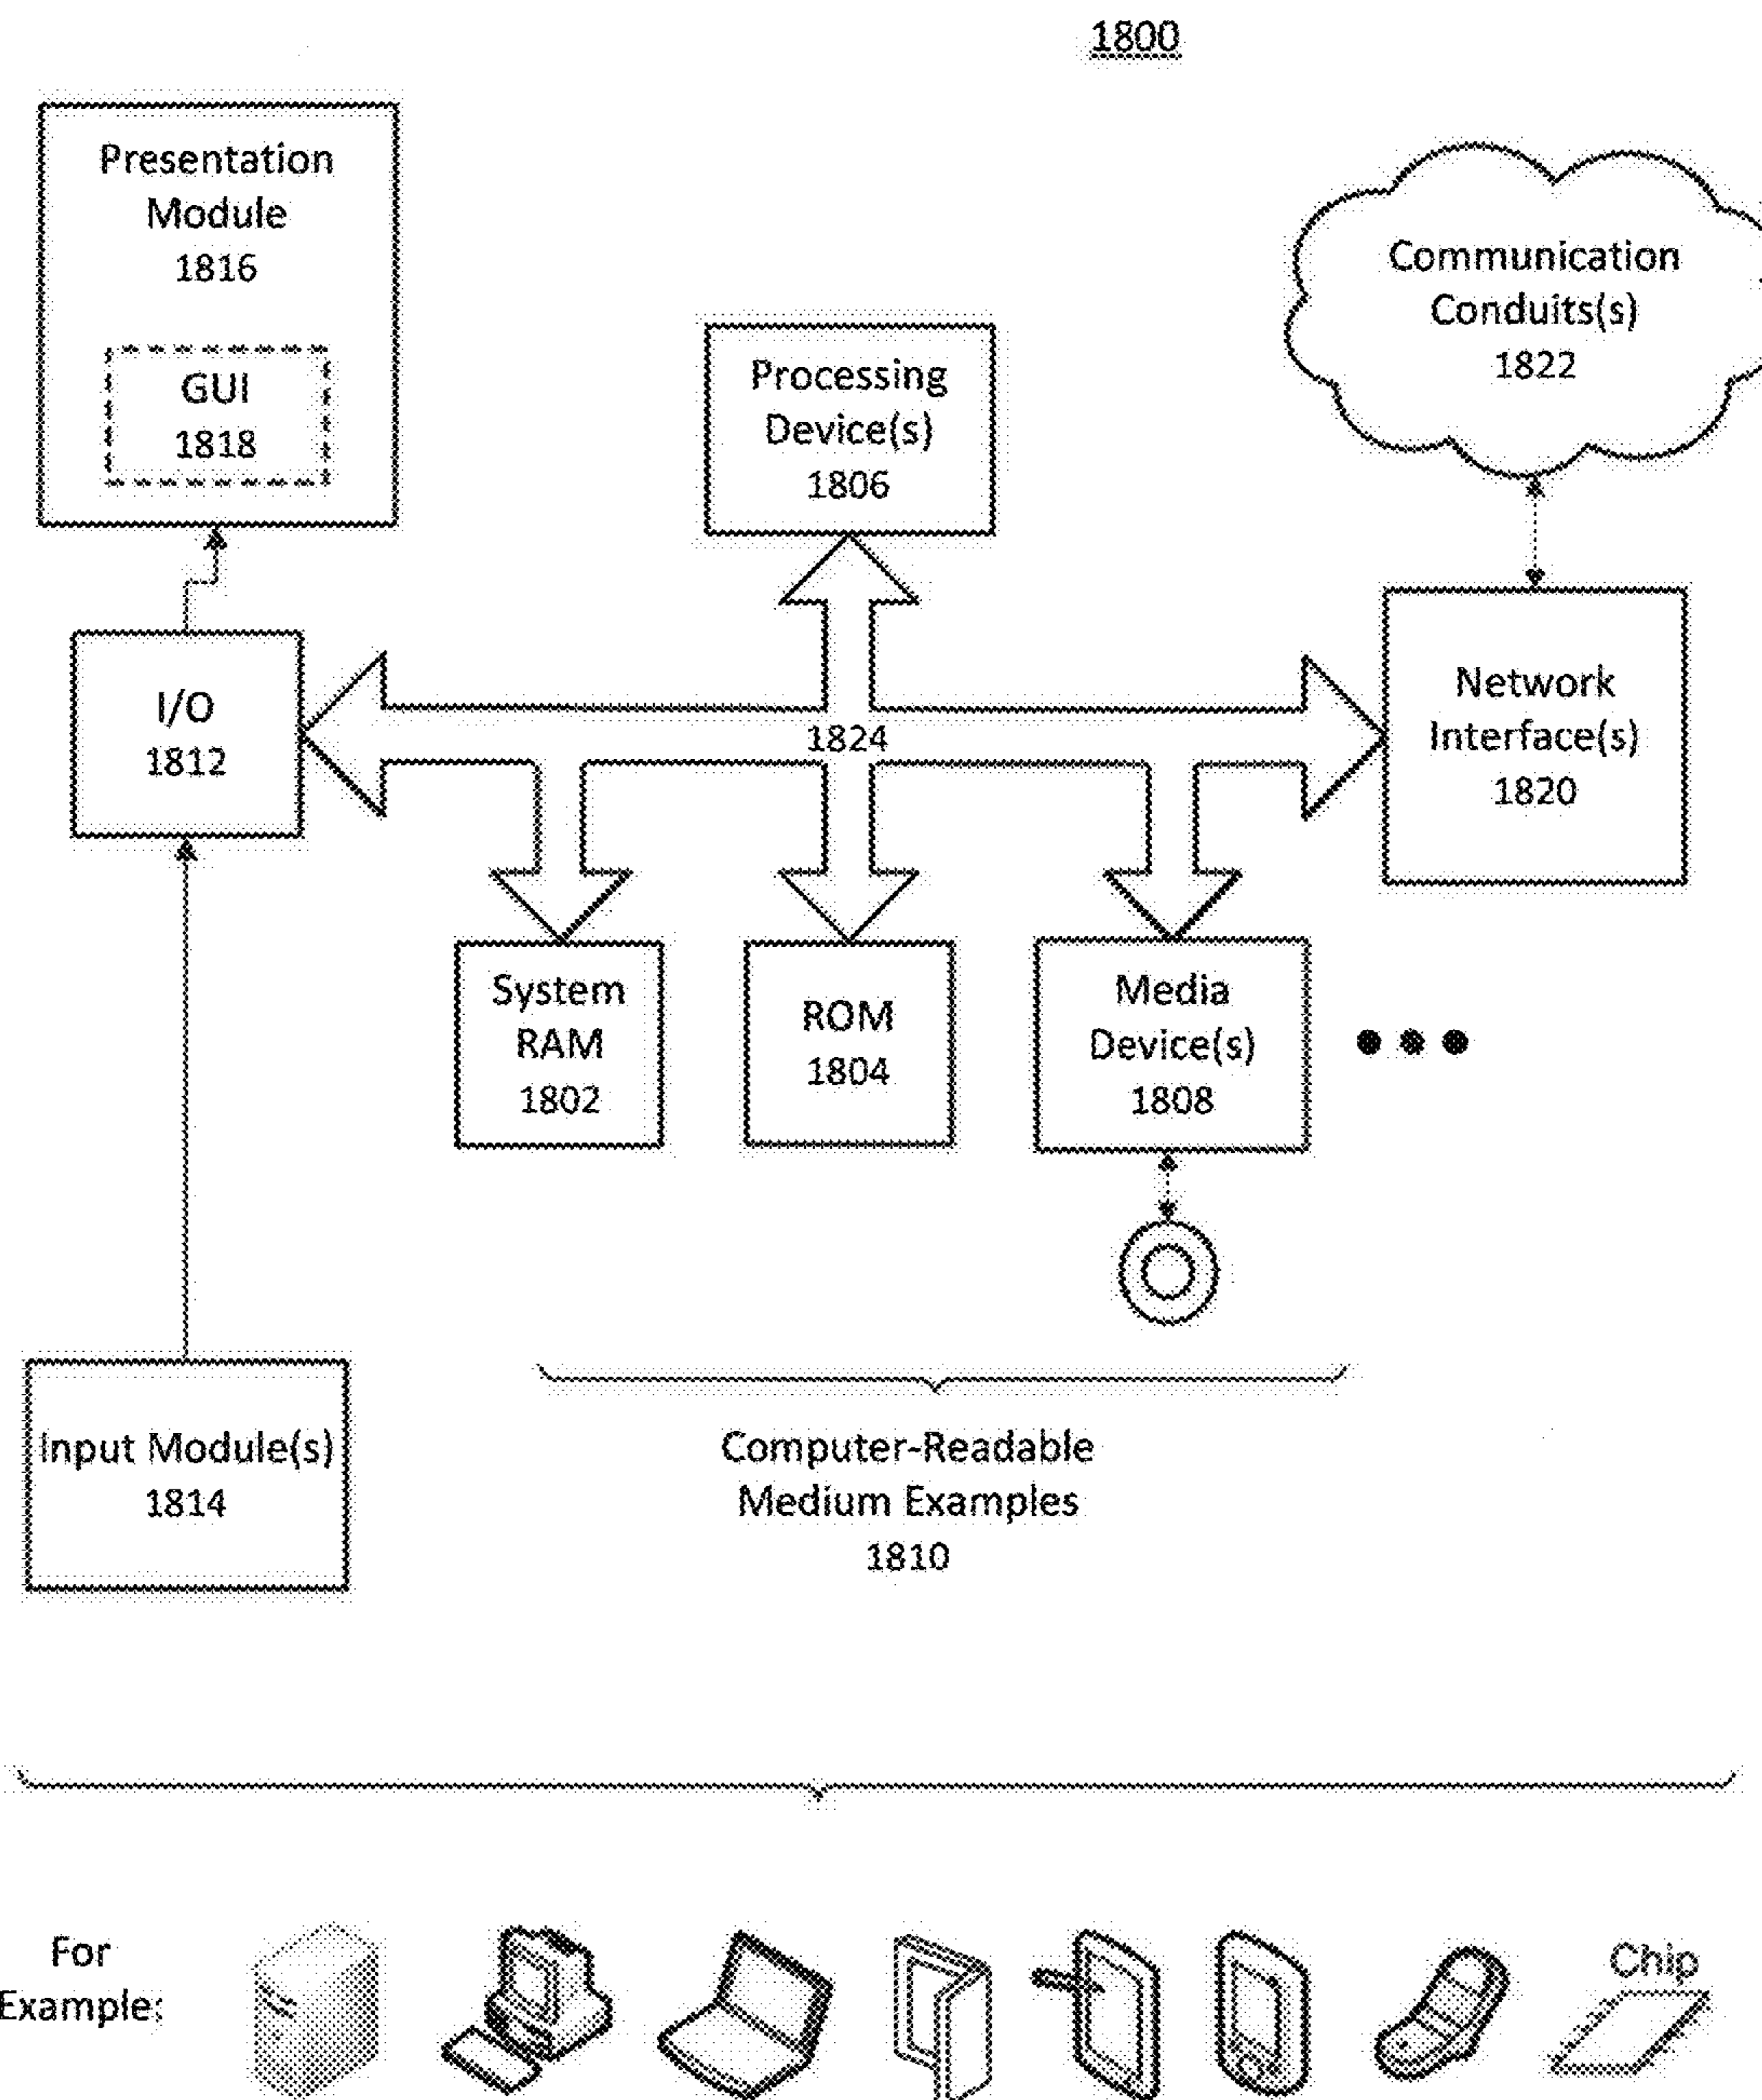 1800
Presentation
Module
1816
GUI
1818
Processing
Device(s)
1806
Communication
Conduits(s)
1822
I/O
1812
1824
Network
Interface(s)
1820
System
RAM
1802
ROM
1804
Media
Device(s)
1808
Input Module(s)
1814
Computer-Readable
Medium Examples
1810
For
Example:
Chip